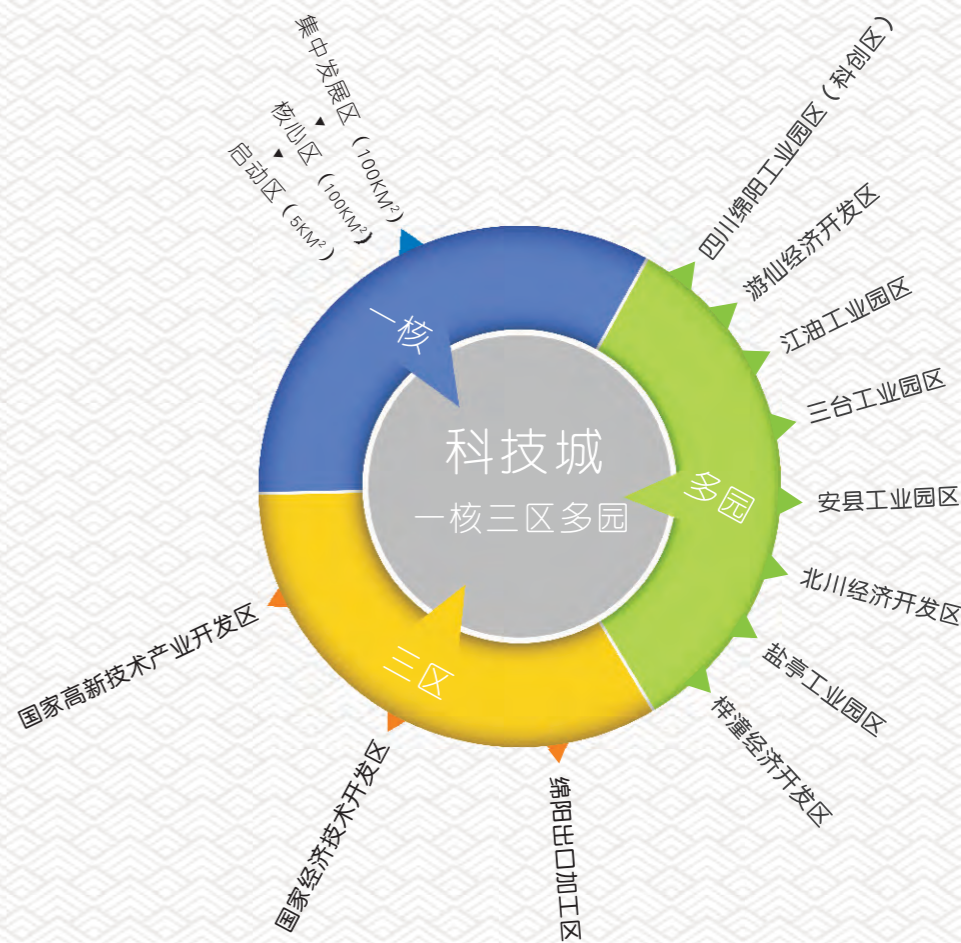 集中发展区（100KM²）
▲
核心区（100KM²）
▲
启动区（5KM²）
一核
科技城
一核三区多园
多园
四川绵阳工业园区（科创区）
游仙经济开发区
江油工业园区
三台工业园区
安县工业园区
北川经济开发区
盐亭工业园区
梓潼经济开发区
三区
国家高新技术产业开发区
国家经济技术开发区
绵阳出口加工区